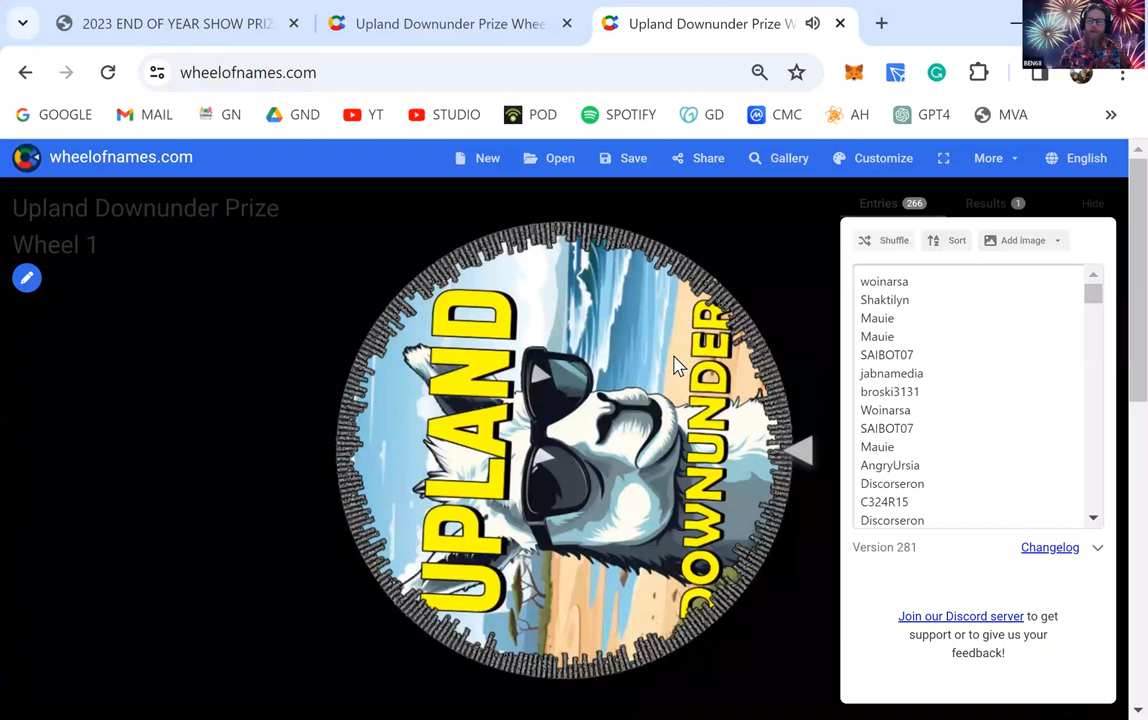 2023 END OF YEAR SHOW PRIZ
Upland Downunder Prize Whee
Upland Downunder Prize W
BEN68
wheelofnames.com
GOOGLE
MAIL
GN
GND
YT
STUDIO
POD
SPOTIFY
GD
CMC
AH
GPT4
MVA
wheelofnames.com
New
Open
Save
Share
Gallery
Customize
More
English
Upland Downunder Prize
Wheel 1
Entries 266
Results 1
Hide
Shuffle
Sort
Add image
woinarsa
Shaktilyn
Mauie
Mauie
SAIBOT07
jabnamedia
broski3131
Woinarsa
SAIBOT07
Mauie
AngryUrsia
Discorseron
C324R15
Discorseron
Version 281
Changelog
Join our Discord server to get
support or to give us your
feedback!
UPLAND
DOWNUNDER